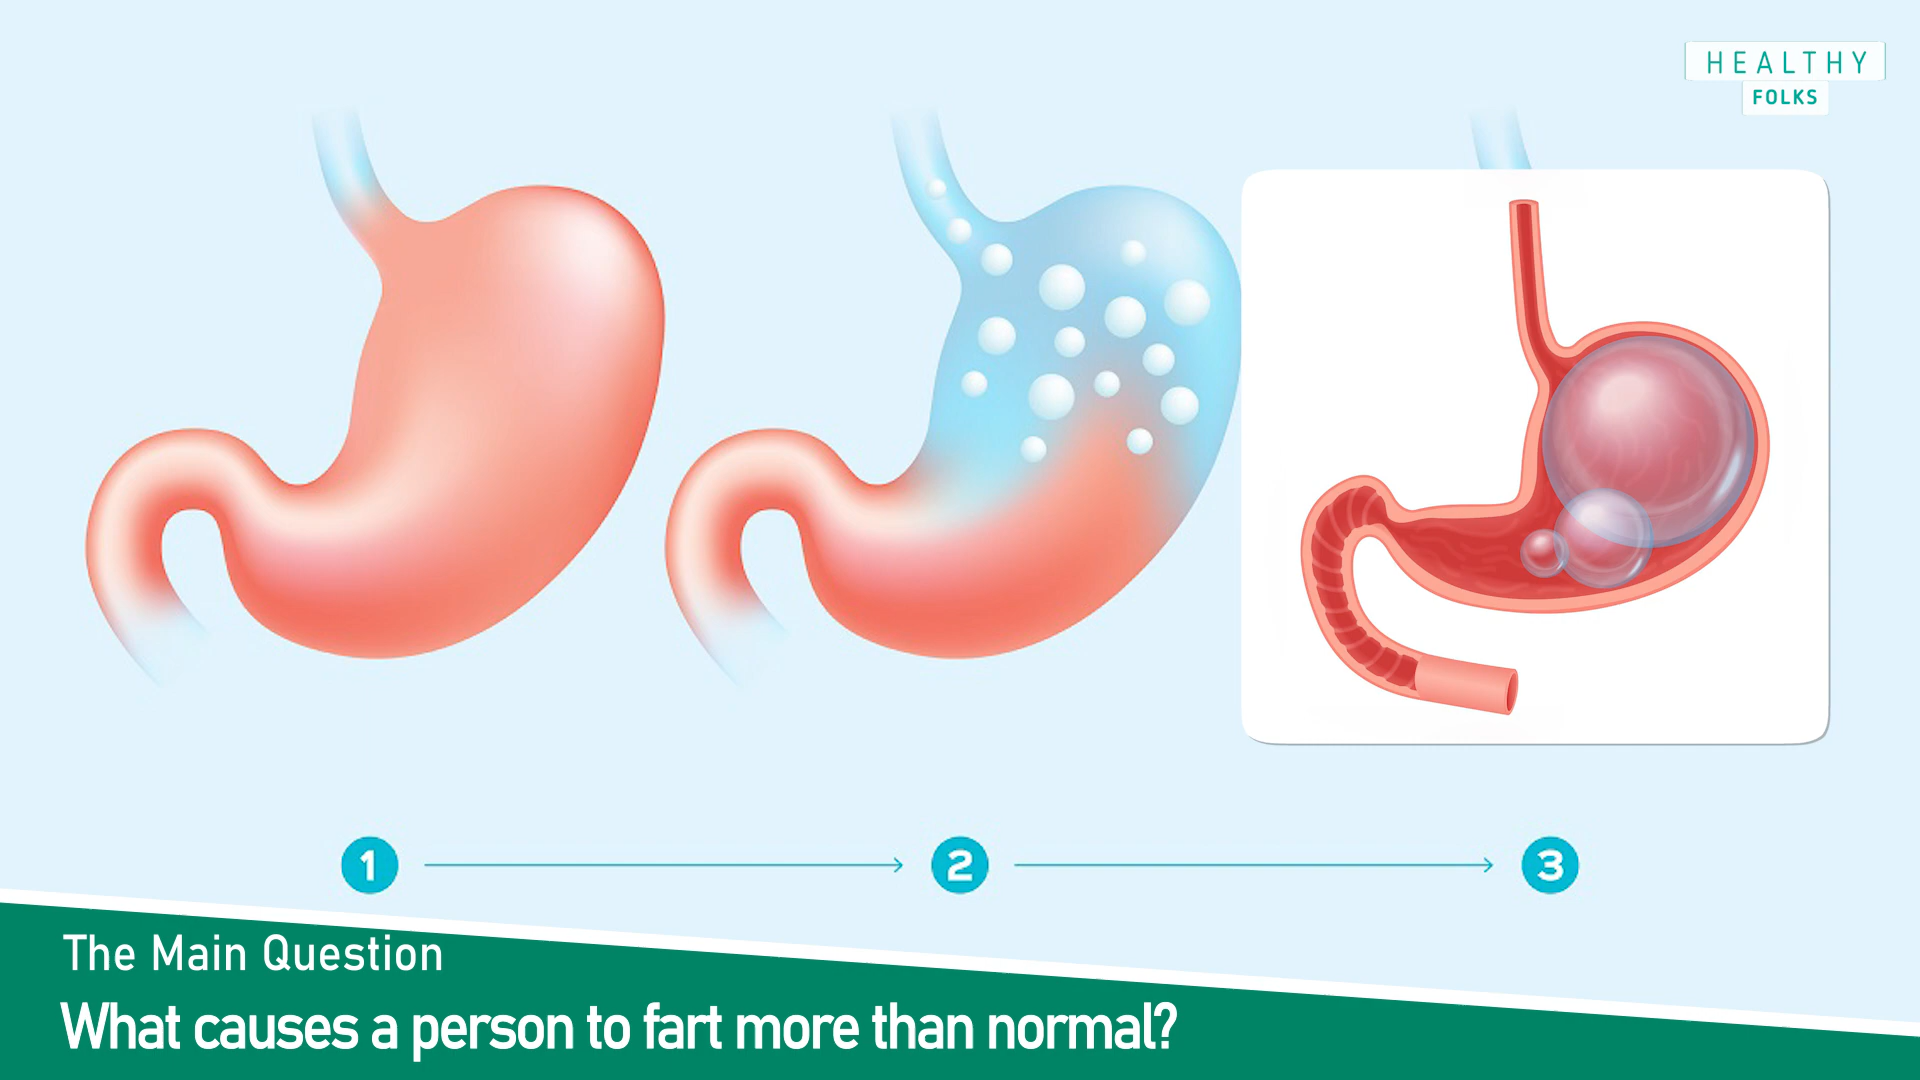 HEALTHY
FOLKS
1
2
3
The Main Question
What causes a person to fart more than normal?